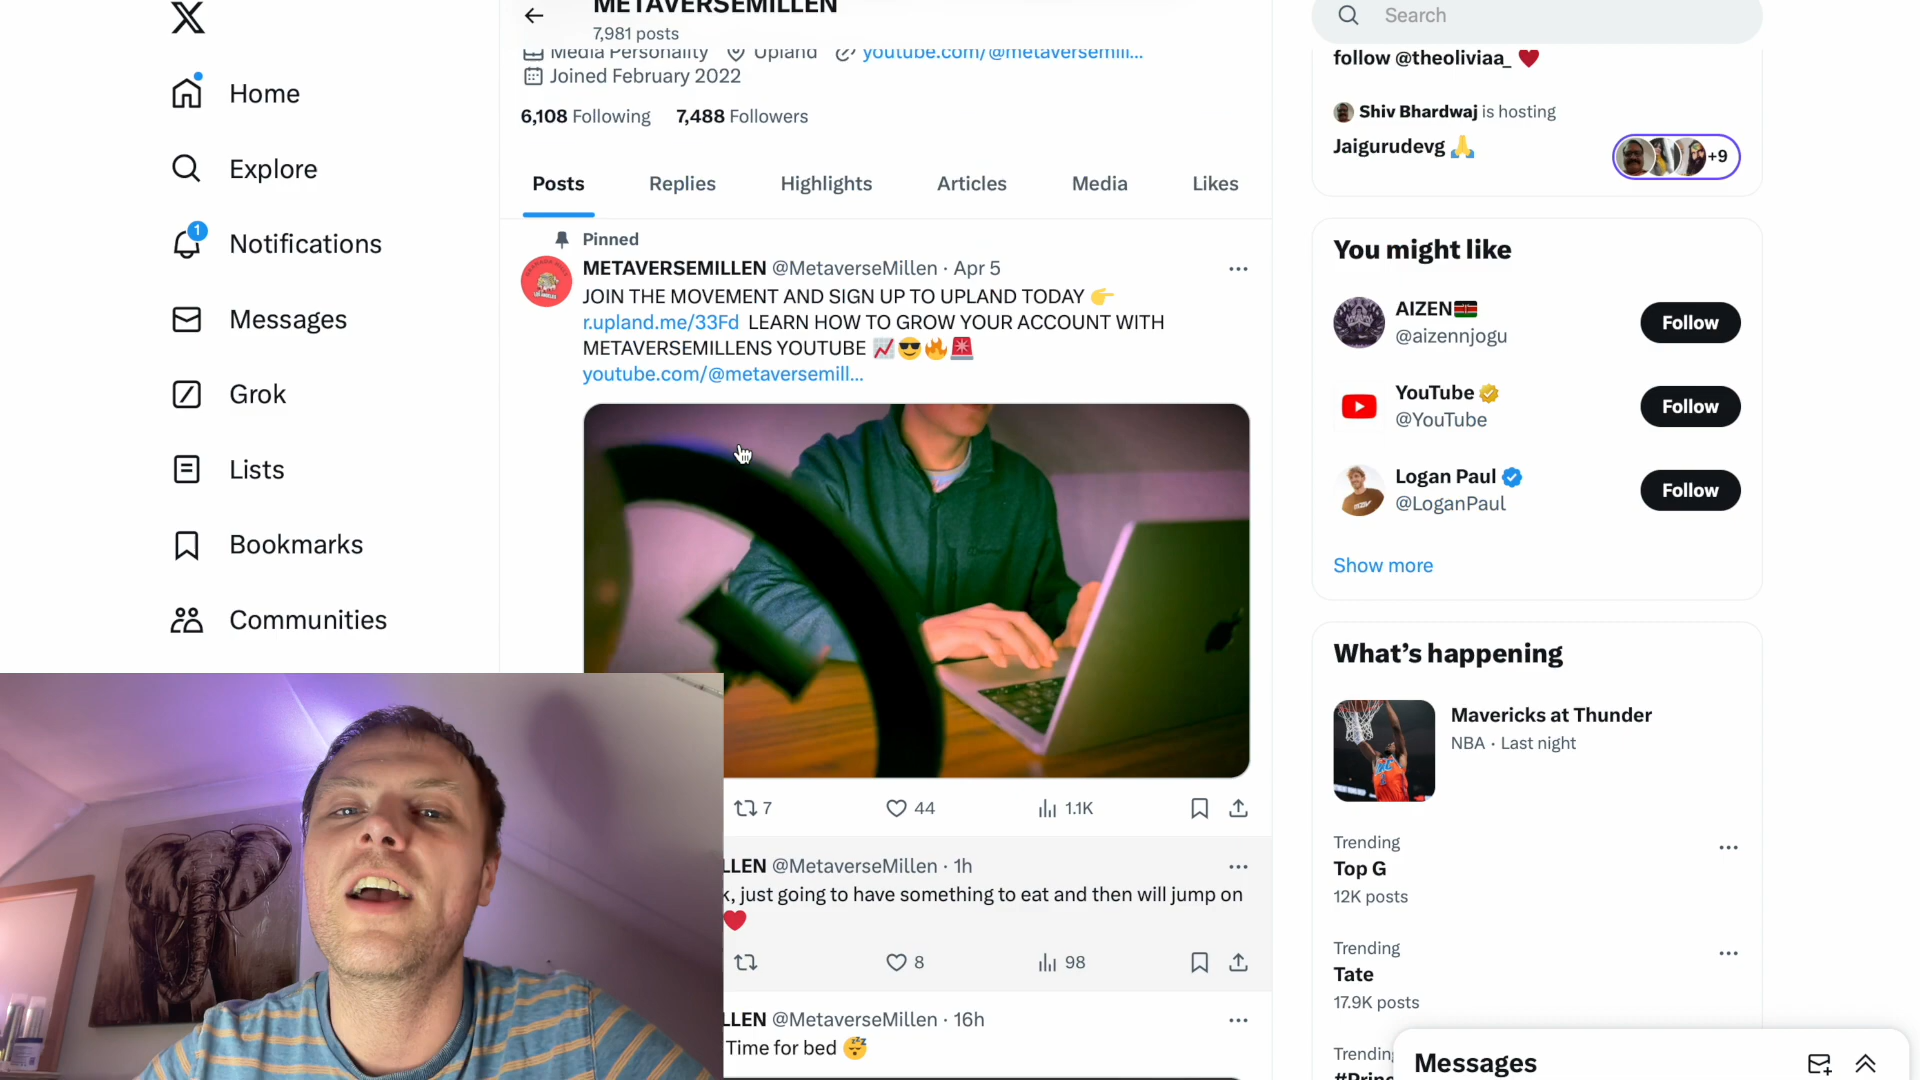 METAVERSEMILLEN
7,981 posts
Media Personality Upland youtube.com/@metaversemill...
Joined February 2022
6,108 Following 7,488 Followers
Posts Replies Highlights Articles Media Likes
Pinned
METAVERSEMILLEN @MetaverseMillen · Apr 5
JOIN THE MOVEMENT AND SIGN UP TO UPLAND TODAY 👉
r.upland.me/33Fd LEARN HOW TO GROW YOUR ACCOUNT WITH
METAVERSEMILLENS YOUTUBE 📈😎🔥🚨
youtube.com/@metaversemill...
7 44 1.1K
LLEN @MetaverseMillen · 1h
, just going to have something to eat and then will jump on
❤️
8 98
LLEN @MetaverseMillen · 16h
Time for bed 😴
Home
Explore
1
Notifications
Messages
Grok
Lists
Bookmarks
Communities
Search
follow @theoliviaa_ ❤️
Shiv Bhardwaj is hosting
Jaigurudevg 🙏
+9
You might like
AIZEN🇰🇪
@aizennjogu
Follow
YouTube
@YouTube
Follow
Logan Paul
@LoganPaul
Follow
Show more
What's happening
Mavericks at Thunder
NBA · Last night
Trending
Top G
12K posts
Trending
Tate
17.9K posts
Trending
Messages